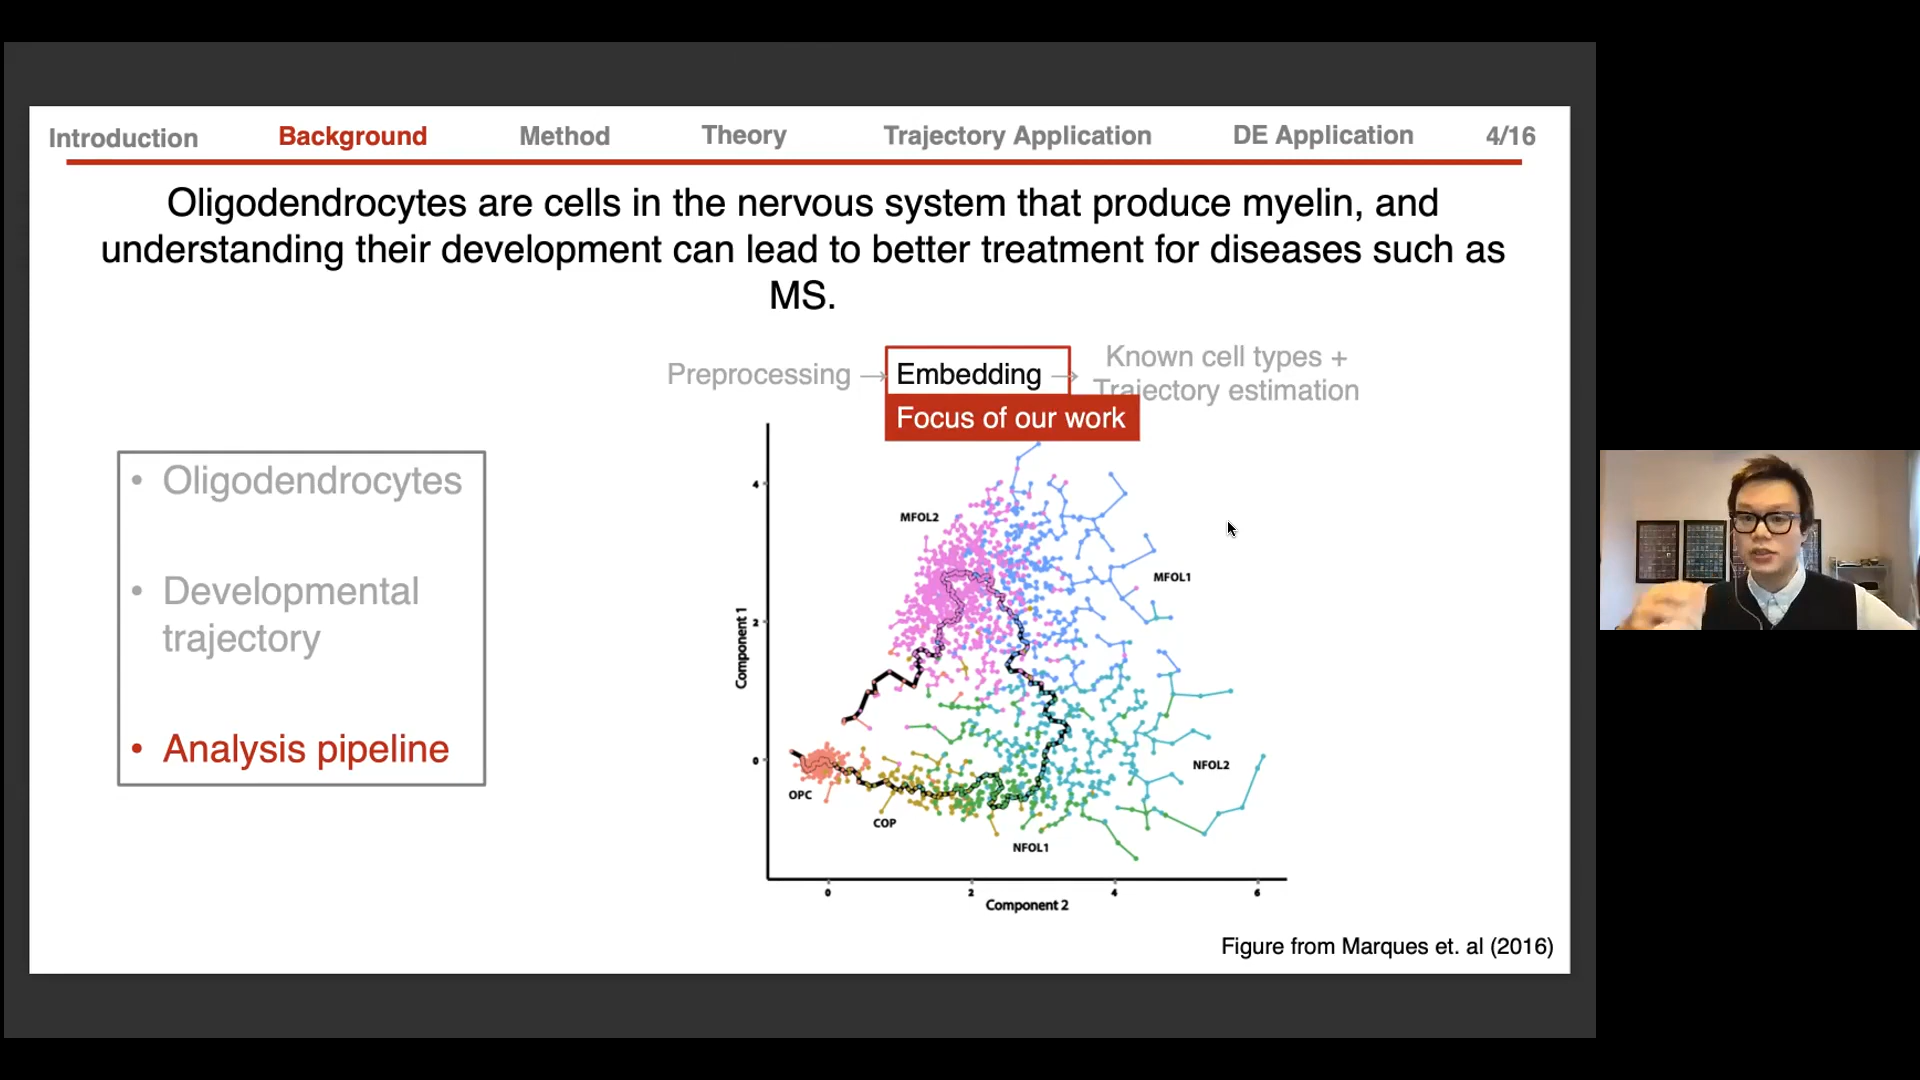 Introduction Background Method Theory Trajectory Application DE Application 4/16
Oligodendrocytes are cells in the nervous system that produce myelin, and
understanding their development can lead to better treatment for diseases such as
MS.
Preprocessing → Embedding → Known cell types +
Trajectory estimation
Focus of our work
• Oligodendrocytes
• Developmental
trajectory
• Analysis pipeline
Component 1
4
2
0
MFOL2
MFOL1
NFOL2
OPC
COP
NFOL1
0 2 4 6
Component 2
Figure from Marques et. al (2016)